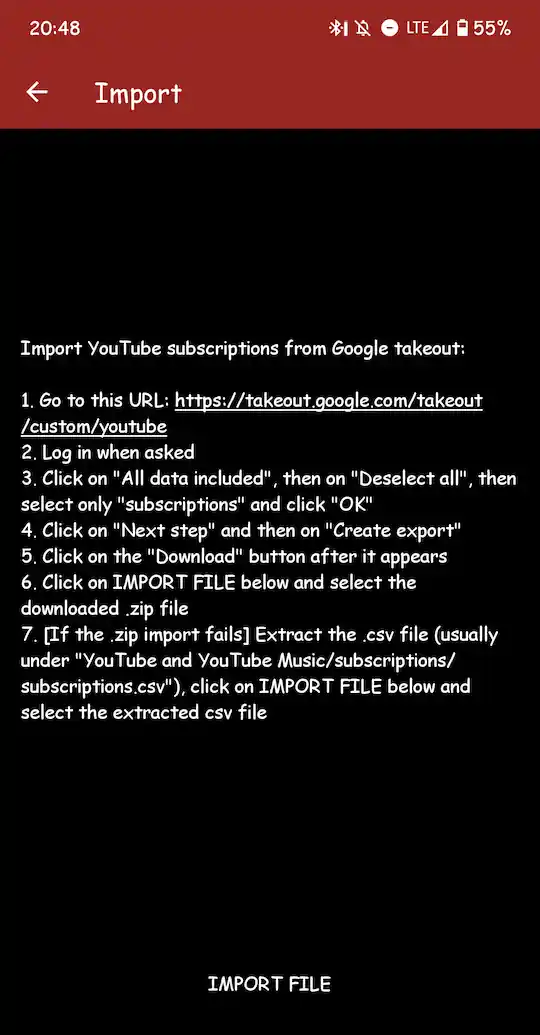 20:48 LTE 55%
Import
Import YouTube subscriptions from Google takeout:
1. Go to this URL: https://takeout.google.com/takeout
/custom/youtube
2. Log in when asked
3. Click on "All data included", then on "Deselect all", then
select only "subscriptions" and click "OK"
4. Click on "Next step" and then on "Create export"
5. Click on the "Download" button after it appears
6. Click on IMPORT FILE below and select the
downloaded .zip file
7. [If the .zip import fails] Extract the .csv file (usually
under "YouTube and YouTube Music/subscriptions/
subscriptions.csv"), click on IMPORT FILE below and
select the extracted csv file
IMPORT FILE